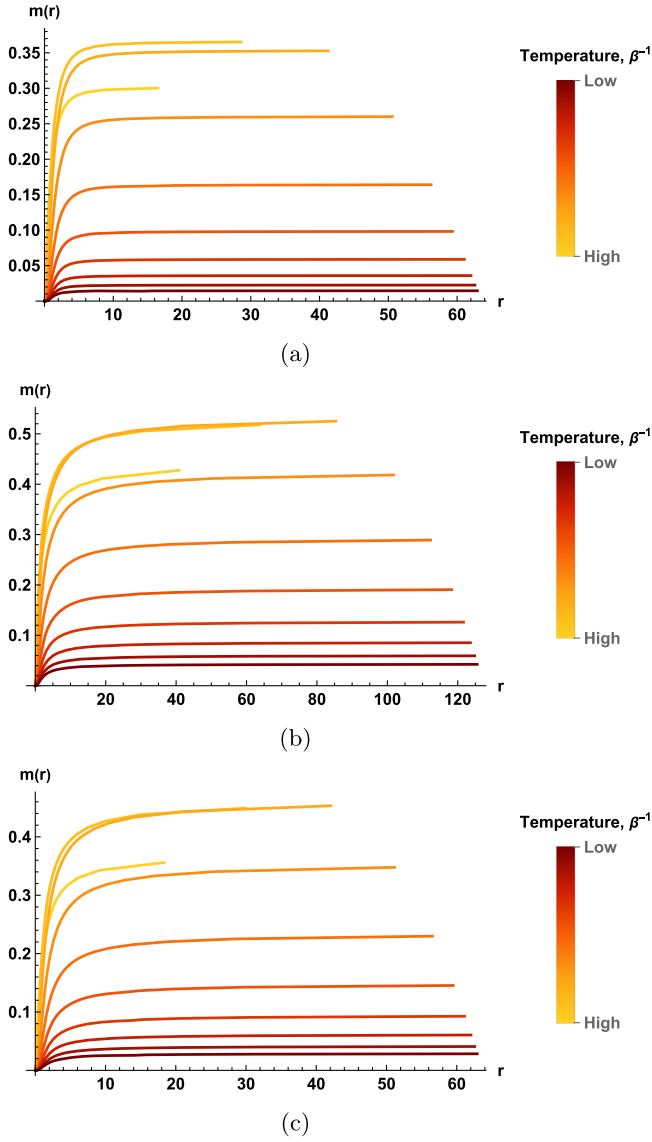 m(r)
0.35
0.30
0.25
0.20
0.15
0.10
0.05
10 20 30 40 50 60 r
Temperature, β⁻¹
Low
High
(a)
m(r)
0.5
0.4
0.3
0.2
0.1
20 40 60 80 100 120 r
Temperature, β⁻¹
Low
High
(b)
m(r)
0.4
0.3
0.2
0.1
10 20 30 40 50 60 r
Temperature, β⁻¹
Low
High
(c)